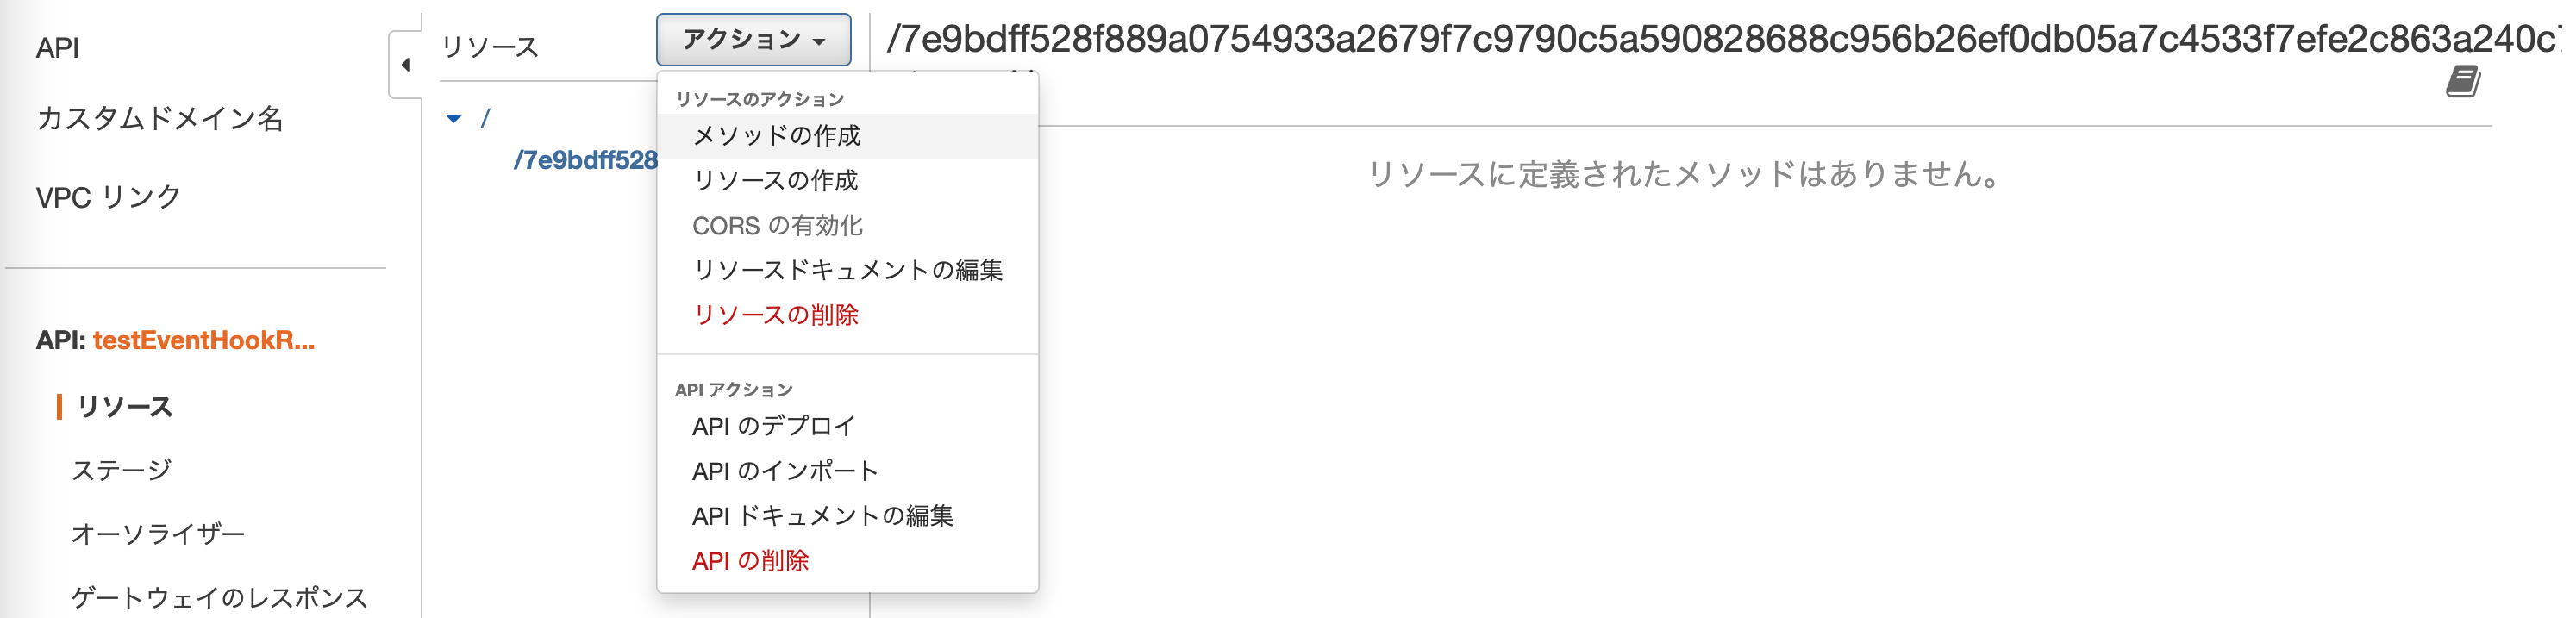 API
カスタムドメイン名
VPC リンク
API: testEventHookR...
リソース
ステージ
オーソライザー
ゲートウェイのレスポンス
リソース
アクション
/
/7e9bdff528
リソースのアクション
メソッドの作成
リソースの作成
CORS の有効化
リソースドキュメントの編集
リソースの削除
API アクション
API のデプロイ
API のインポート
API ドキュメントの編集
API の削除
/7e9bdff528f889a0754933a2679f7c9790c5a590828688c956b26ef0db05a7c4533f7efe2c863a240c
リソースに定義されたメソッドはありません。